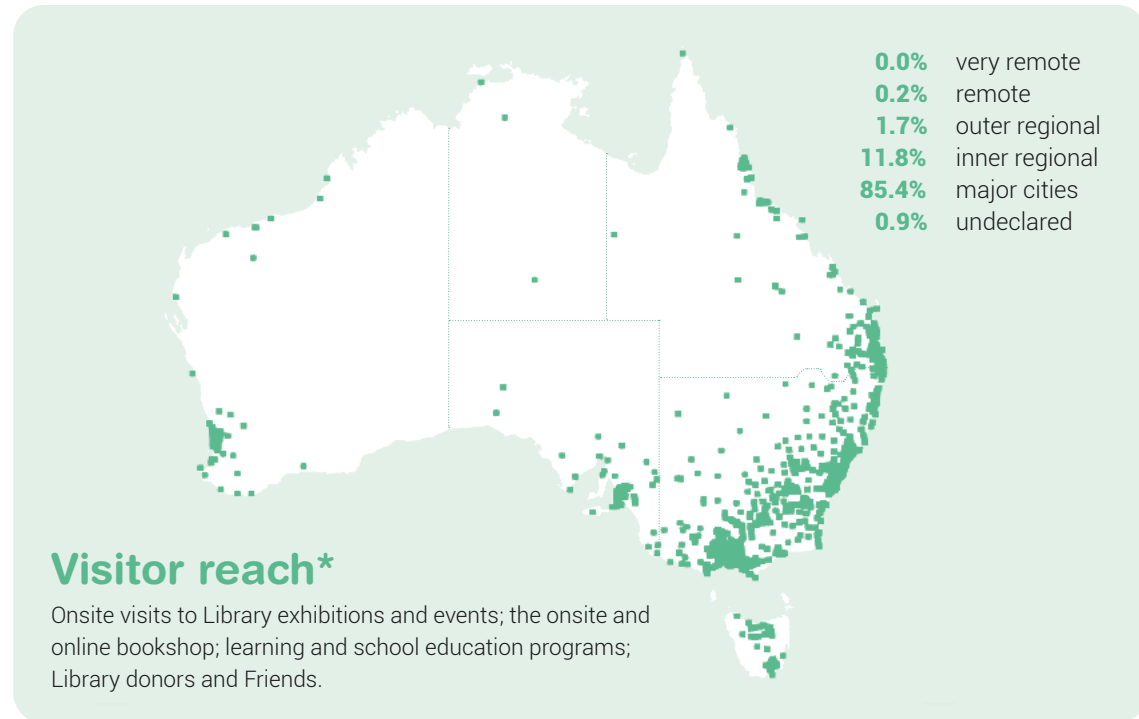 0.0% very remote
0.2% remote
1.7% outer regional
11.8% inner regional
85.4% major cities
0.9% undeclared
Visitor reach*
Onsite visits to Library exhibitions and events; the onsite and
online bookshop; learning and school education programs;
Library donors and Friends.